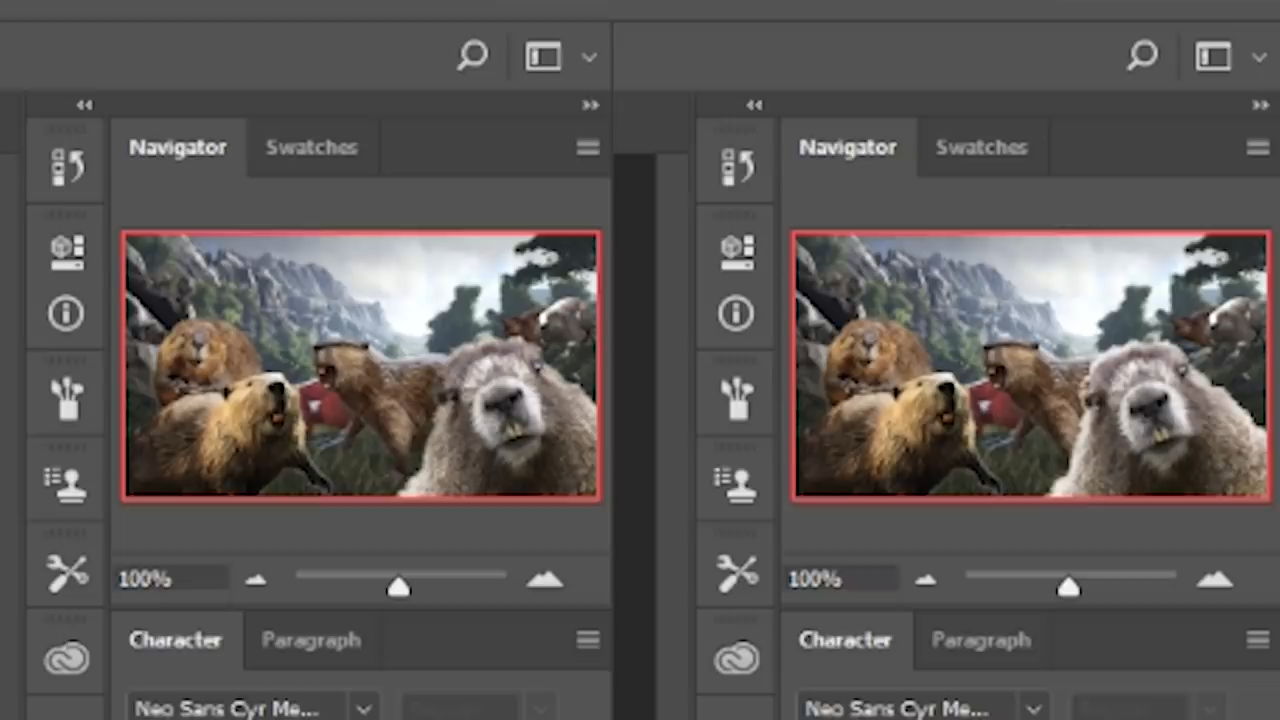 Navigator Swatches Navigator Swatches
100% 100%
Character Paragraph Character Paragraph
Neo Sans Cyr Me... Neo Sans Cyr Me...